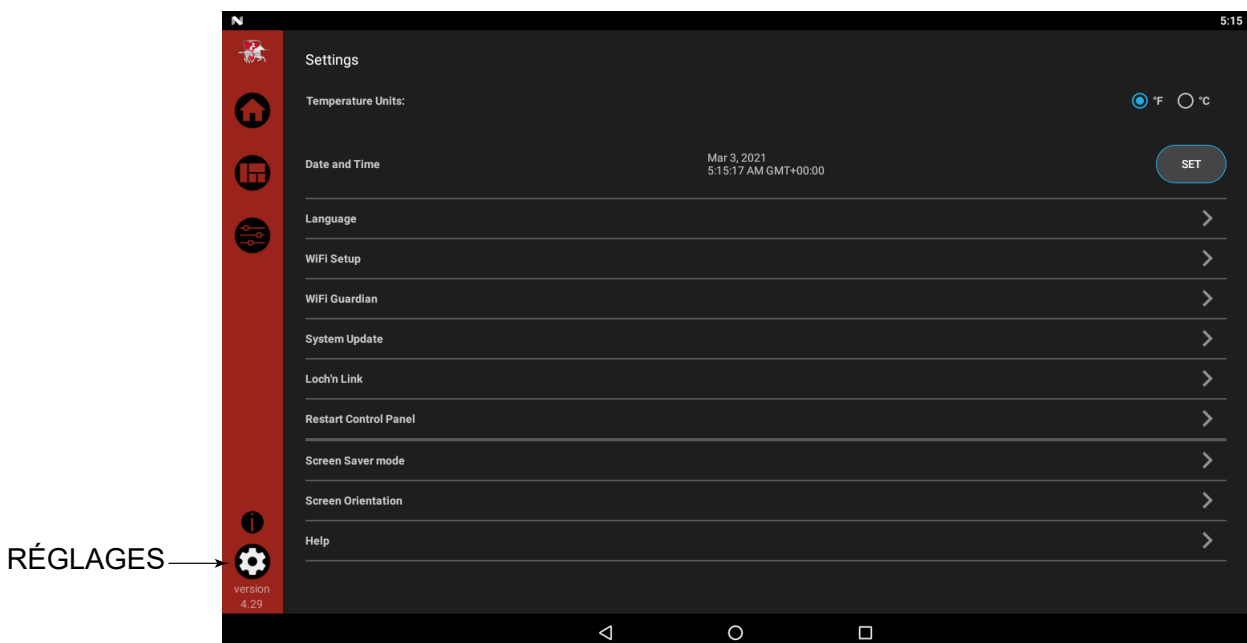 5:15
Settings
Temperature Units:
°F °C
Date and Time
Mar 3, 2021
5:15:17 AM GMT+00:00
SET
Language
WiFi Setup
WiFi Guardian
System Update
Loch'n Link
Restart Control Panel
Screen Saver mode
Screen Orientation
Help
RÉGLAGES
version
4.29